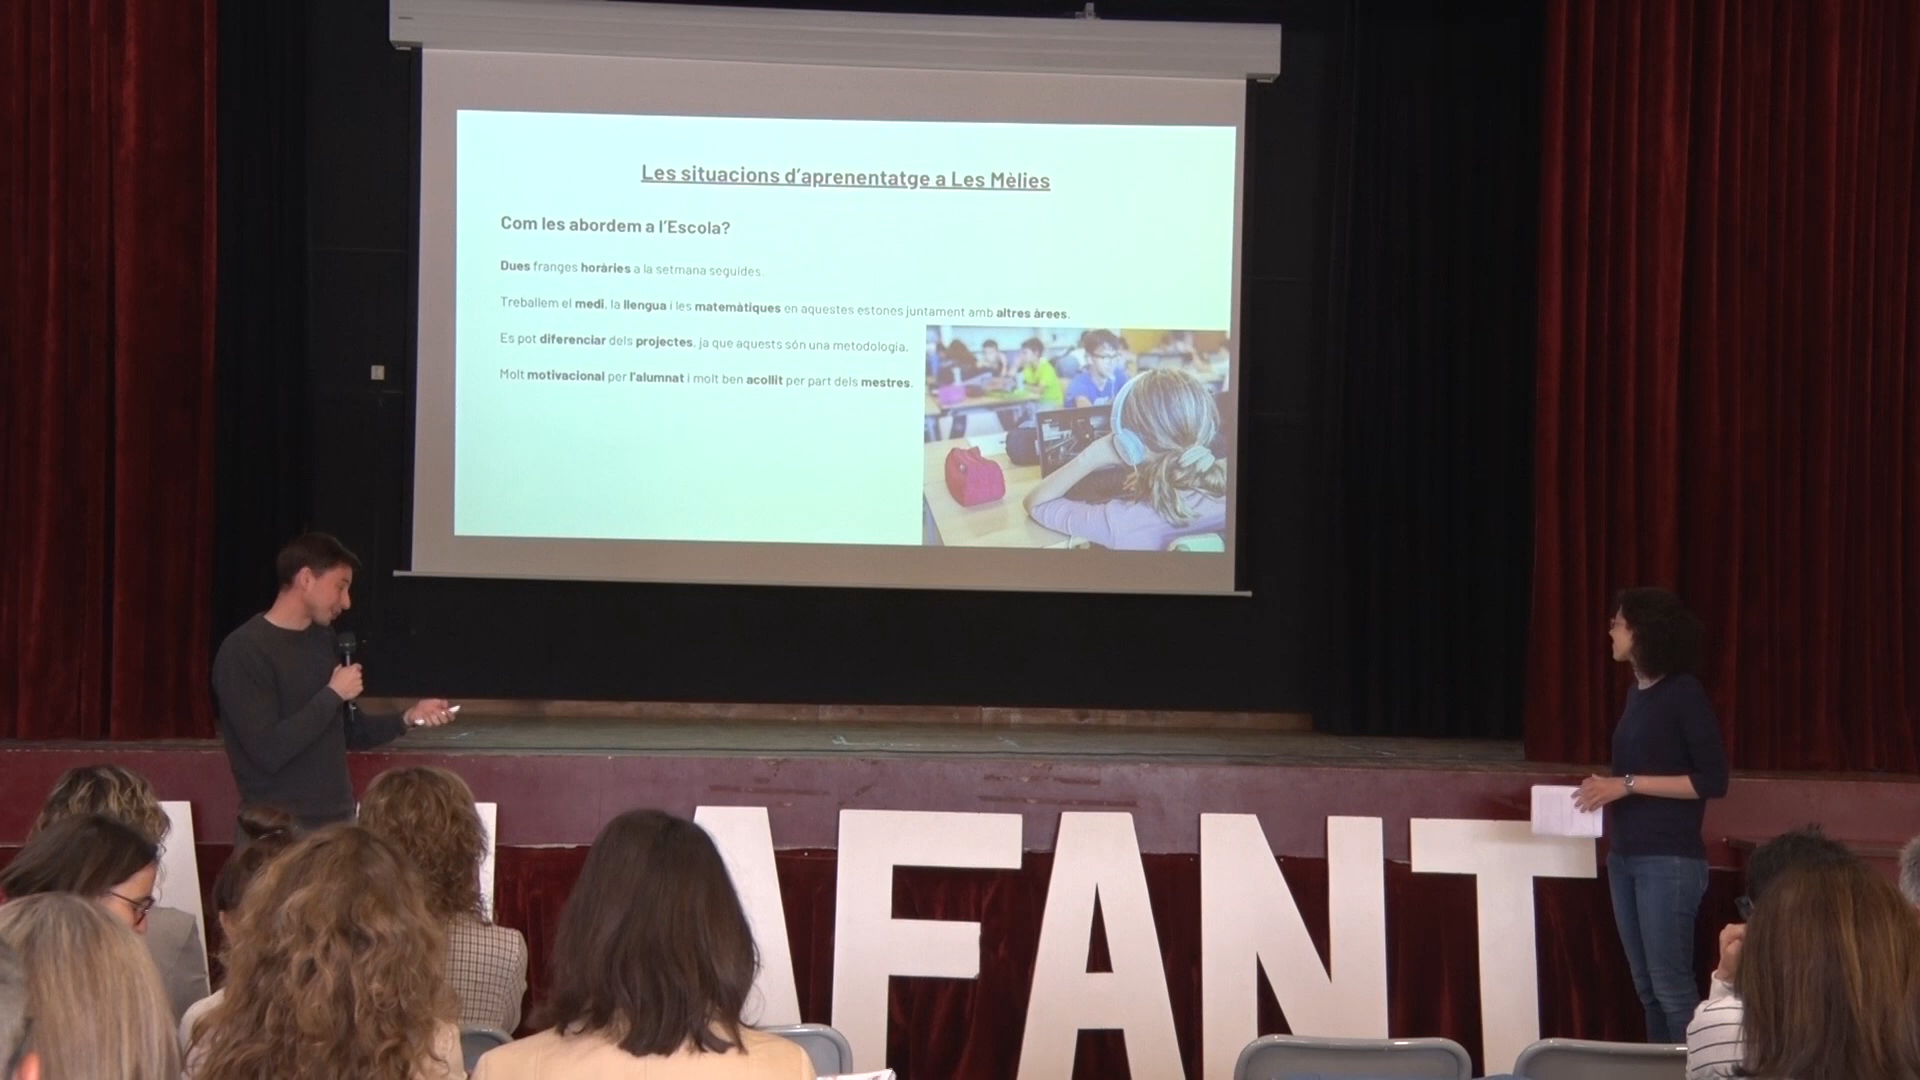 Les situacions d'aprenentatge a Les Mèlies
Com les abordem a l'Escola?
Dues franges horàries a la setmana seguides.
Treballem el medi, la llengua i les matemàtiques en aquestes estones juntament amb altres àrees.
Es pot diferenciar dels projectes, ja que aquests són una metodologia.
Molt motivacional per l'alumnat i molt ben acollit per part dels mestres.
AFANT